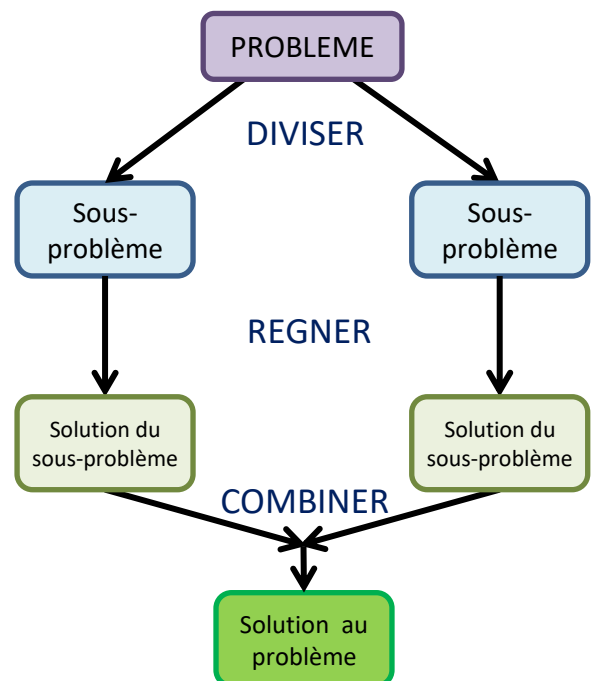 PROBLEME
DIVISER
Sous-
problème
Sous-
problème
REGNER
Solution du
sous-problème
Solution du
sous-problème
COMBINER
Solution au
problème